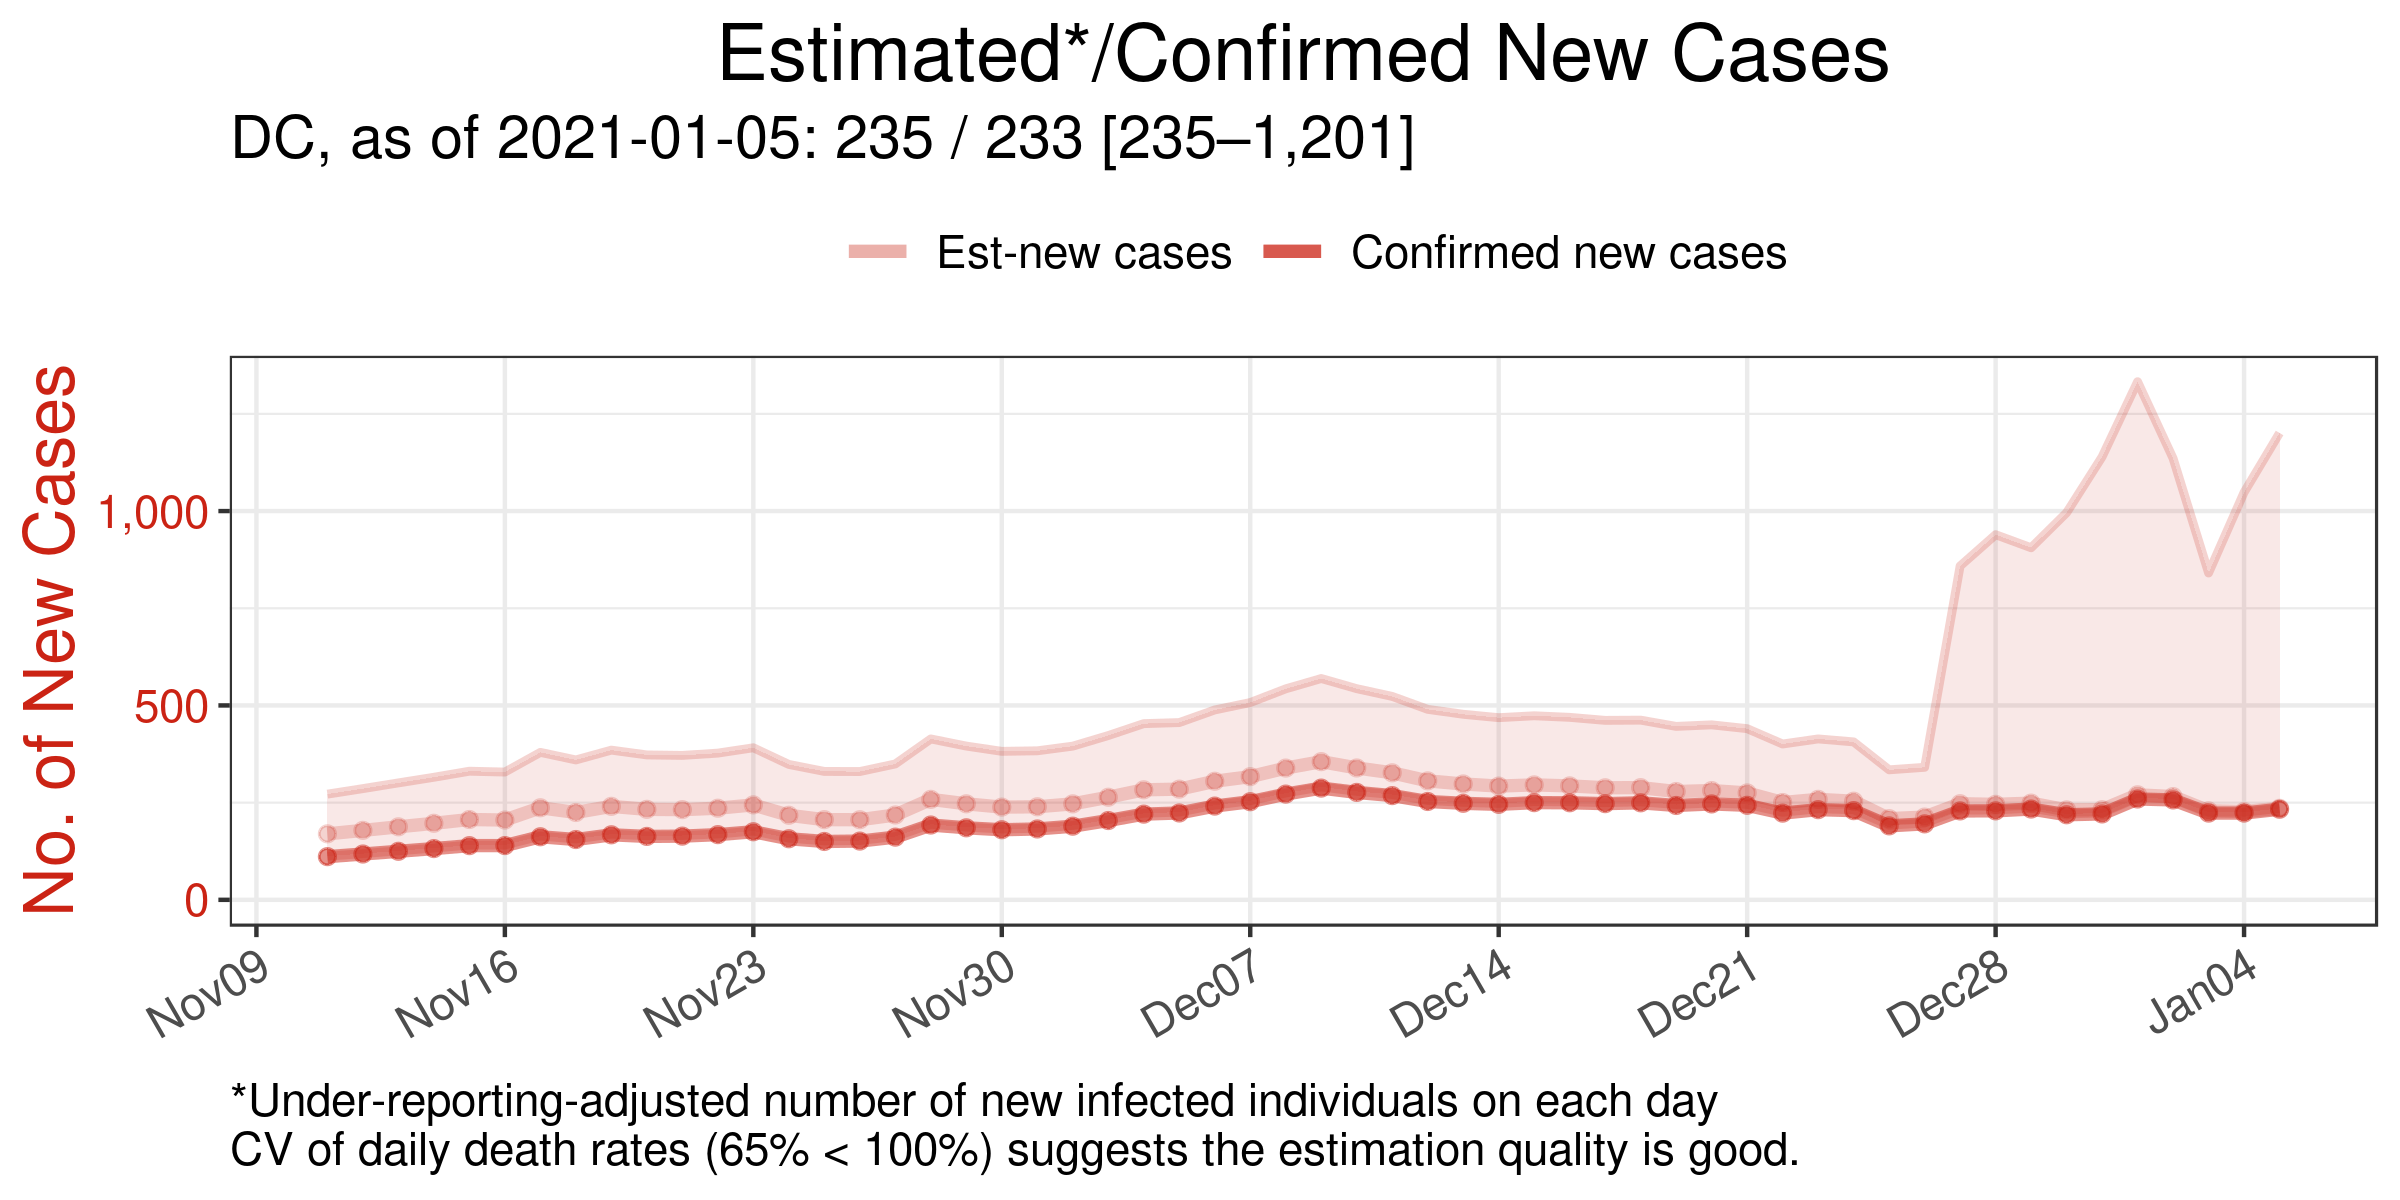 Estimated*/Confirmed New Cases
DC, as of 2021-01-05: 235 / 233 [235–1,201]
Est-new cases
Confirmed new cases
No. of New Cases
1,000
500
0
Nov09
Nov16
Nov23
Nov30
Dec07
Dec14
Dec21
Dec28
Jan04
*Under-reporting-adjusted number of new infected individuals on each day
CV of daily death rates (65% < 100%) suggests the estimation quality is good.